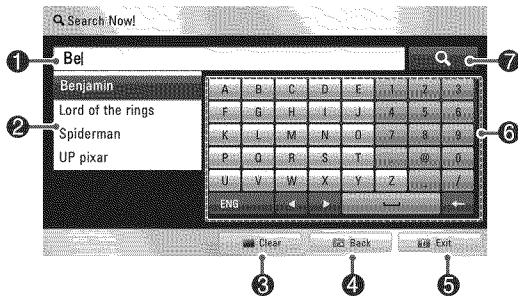 Search Now!
1 Be 7
Benjamin
2 Lord of the rings
Spiderman
UP pixar
A B C D E 1 2 3
F G H I J 4 5 6
K L M N O 7 8 9 6
P Q R S T @ 0
U V W X Y Z . /
ENG
Clear Back Exit
3 4 5